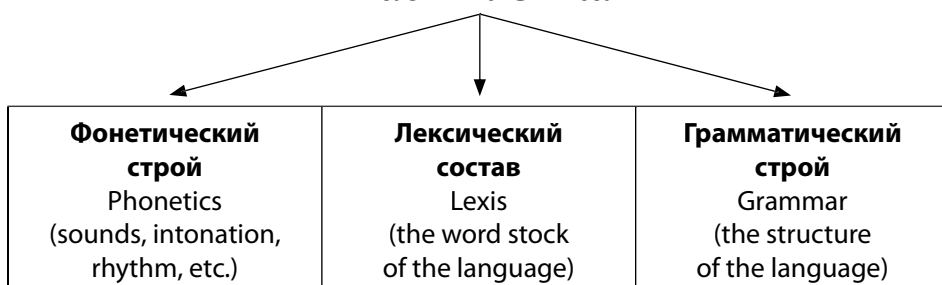 Фонетический
строй
Phonetics
(sounds, intonation,
rhythm, etc.)
Лексический
состав
Lexis
(the word stock
of the language)
Грамматический
строй
Grammar
(the structure
of the language)